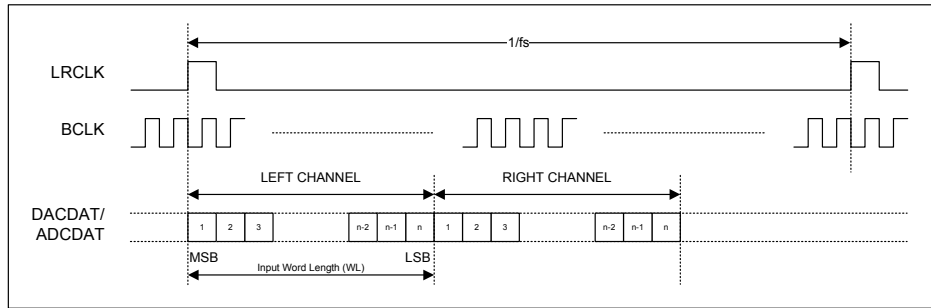 1/fs
LRCLK
BCLK
LEFT CHANNEL RIGHT CHANNEL
DACDAT/
ADCDAT
1 2 3 n-2 n-1 n 1 2 3 n-2 n-1 n
MSB LSB
Input Word Length (WL)